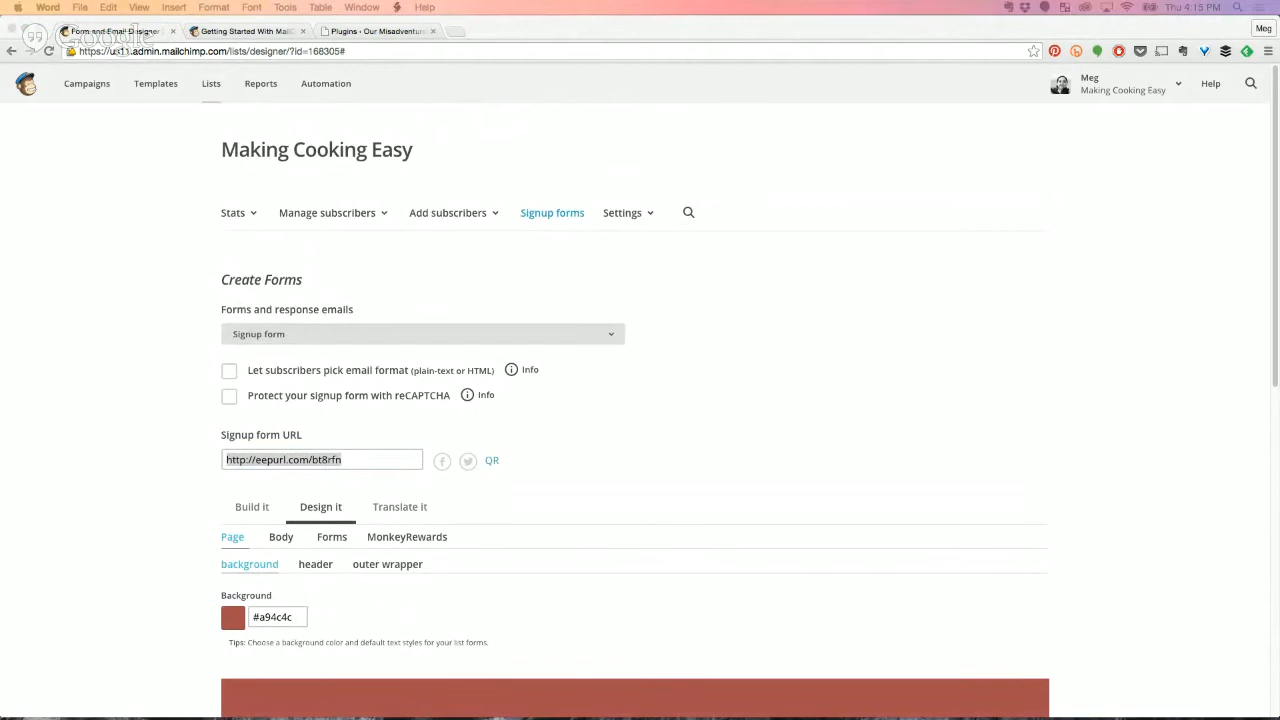 Word File Edit View Insert Format Font Tools Table Window Help Thu 4:15 PM
Form and Email Designer Getting Started With MailC Plugins ‹ Our Misadventur Meg
Google
https://us11.admin.mailchimp.com/lists/designer/?id=168305#
Campaigns Templates Lists Reports Automation Meg Help
Making Cooking Easy
Making Cooking Easy
Stats Manage subscribers Add subscribers Signup forms Settings
Create Forms
Forms and response emails
Signup form
Let subscribers pick email format (plain-text or HTML) Info
Protect your signup form with reCAPTCHA Info
Signup form URL
http://eepurl.com/bt8rfn QR
Build it Design it Translate it
Page Body Forms MonkeyRewards
background header outer wrapper
Background
#a94c4c
Tips: Choose a background color and default text styles for your list forms.